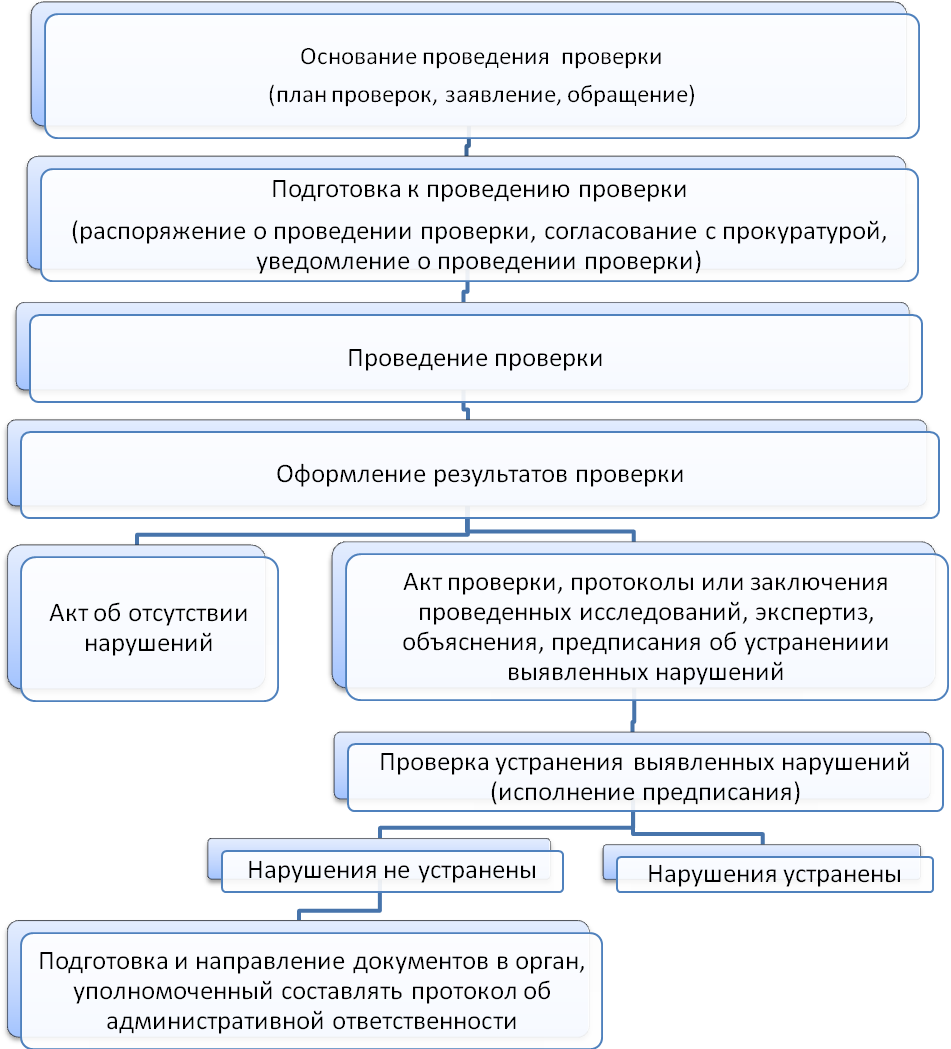 Основание проведения проверки
(план проверок, заявление, обращение)
Подготовка к проведению проверки
(распоряжение о проведении проверки, согласование с прокуратурой,
уведомление о проведении проверки)
Проведение проверки
Оформление результатов проверки
Акт об отсутствии
нарушений
Акт проверки, протоколы или заключения
проведенных исследований, экспертиз,
объяснения, предписания об устранениии
выявленных нарушений
Проверка устранения выявленных нарушений
(исполнение предписания)
Нарушения не устранены
Нарушения устранены
Подготовка и направление документов в орган,
уполномоченный составлять протокол об
административной ответственности